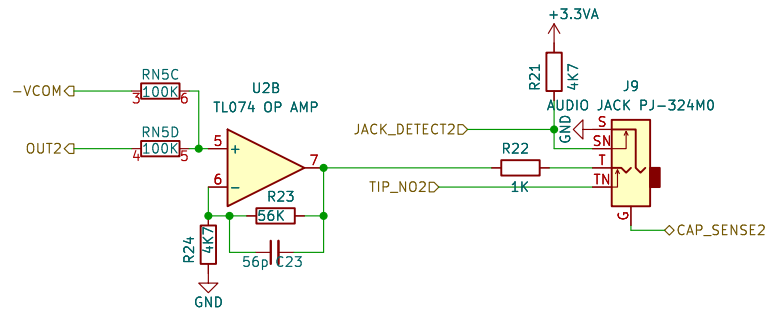 +3.3VA
R21
4K7
J9
AUDIO JACK PJ-324M0
RN5C
-VCOM
3
100K
6
U2B
TL074 OP AMP
JACK_DETECT2
GND
S
SN
T
TN
G
RN5D
OUT2
4
100K
5
5
+
7
6
−
R22
1K
TIP_NO2
R23
56K
R24
4K7
56p
C23
CAP_SENSE2
GND